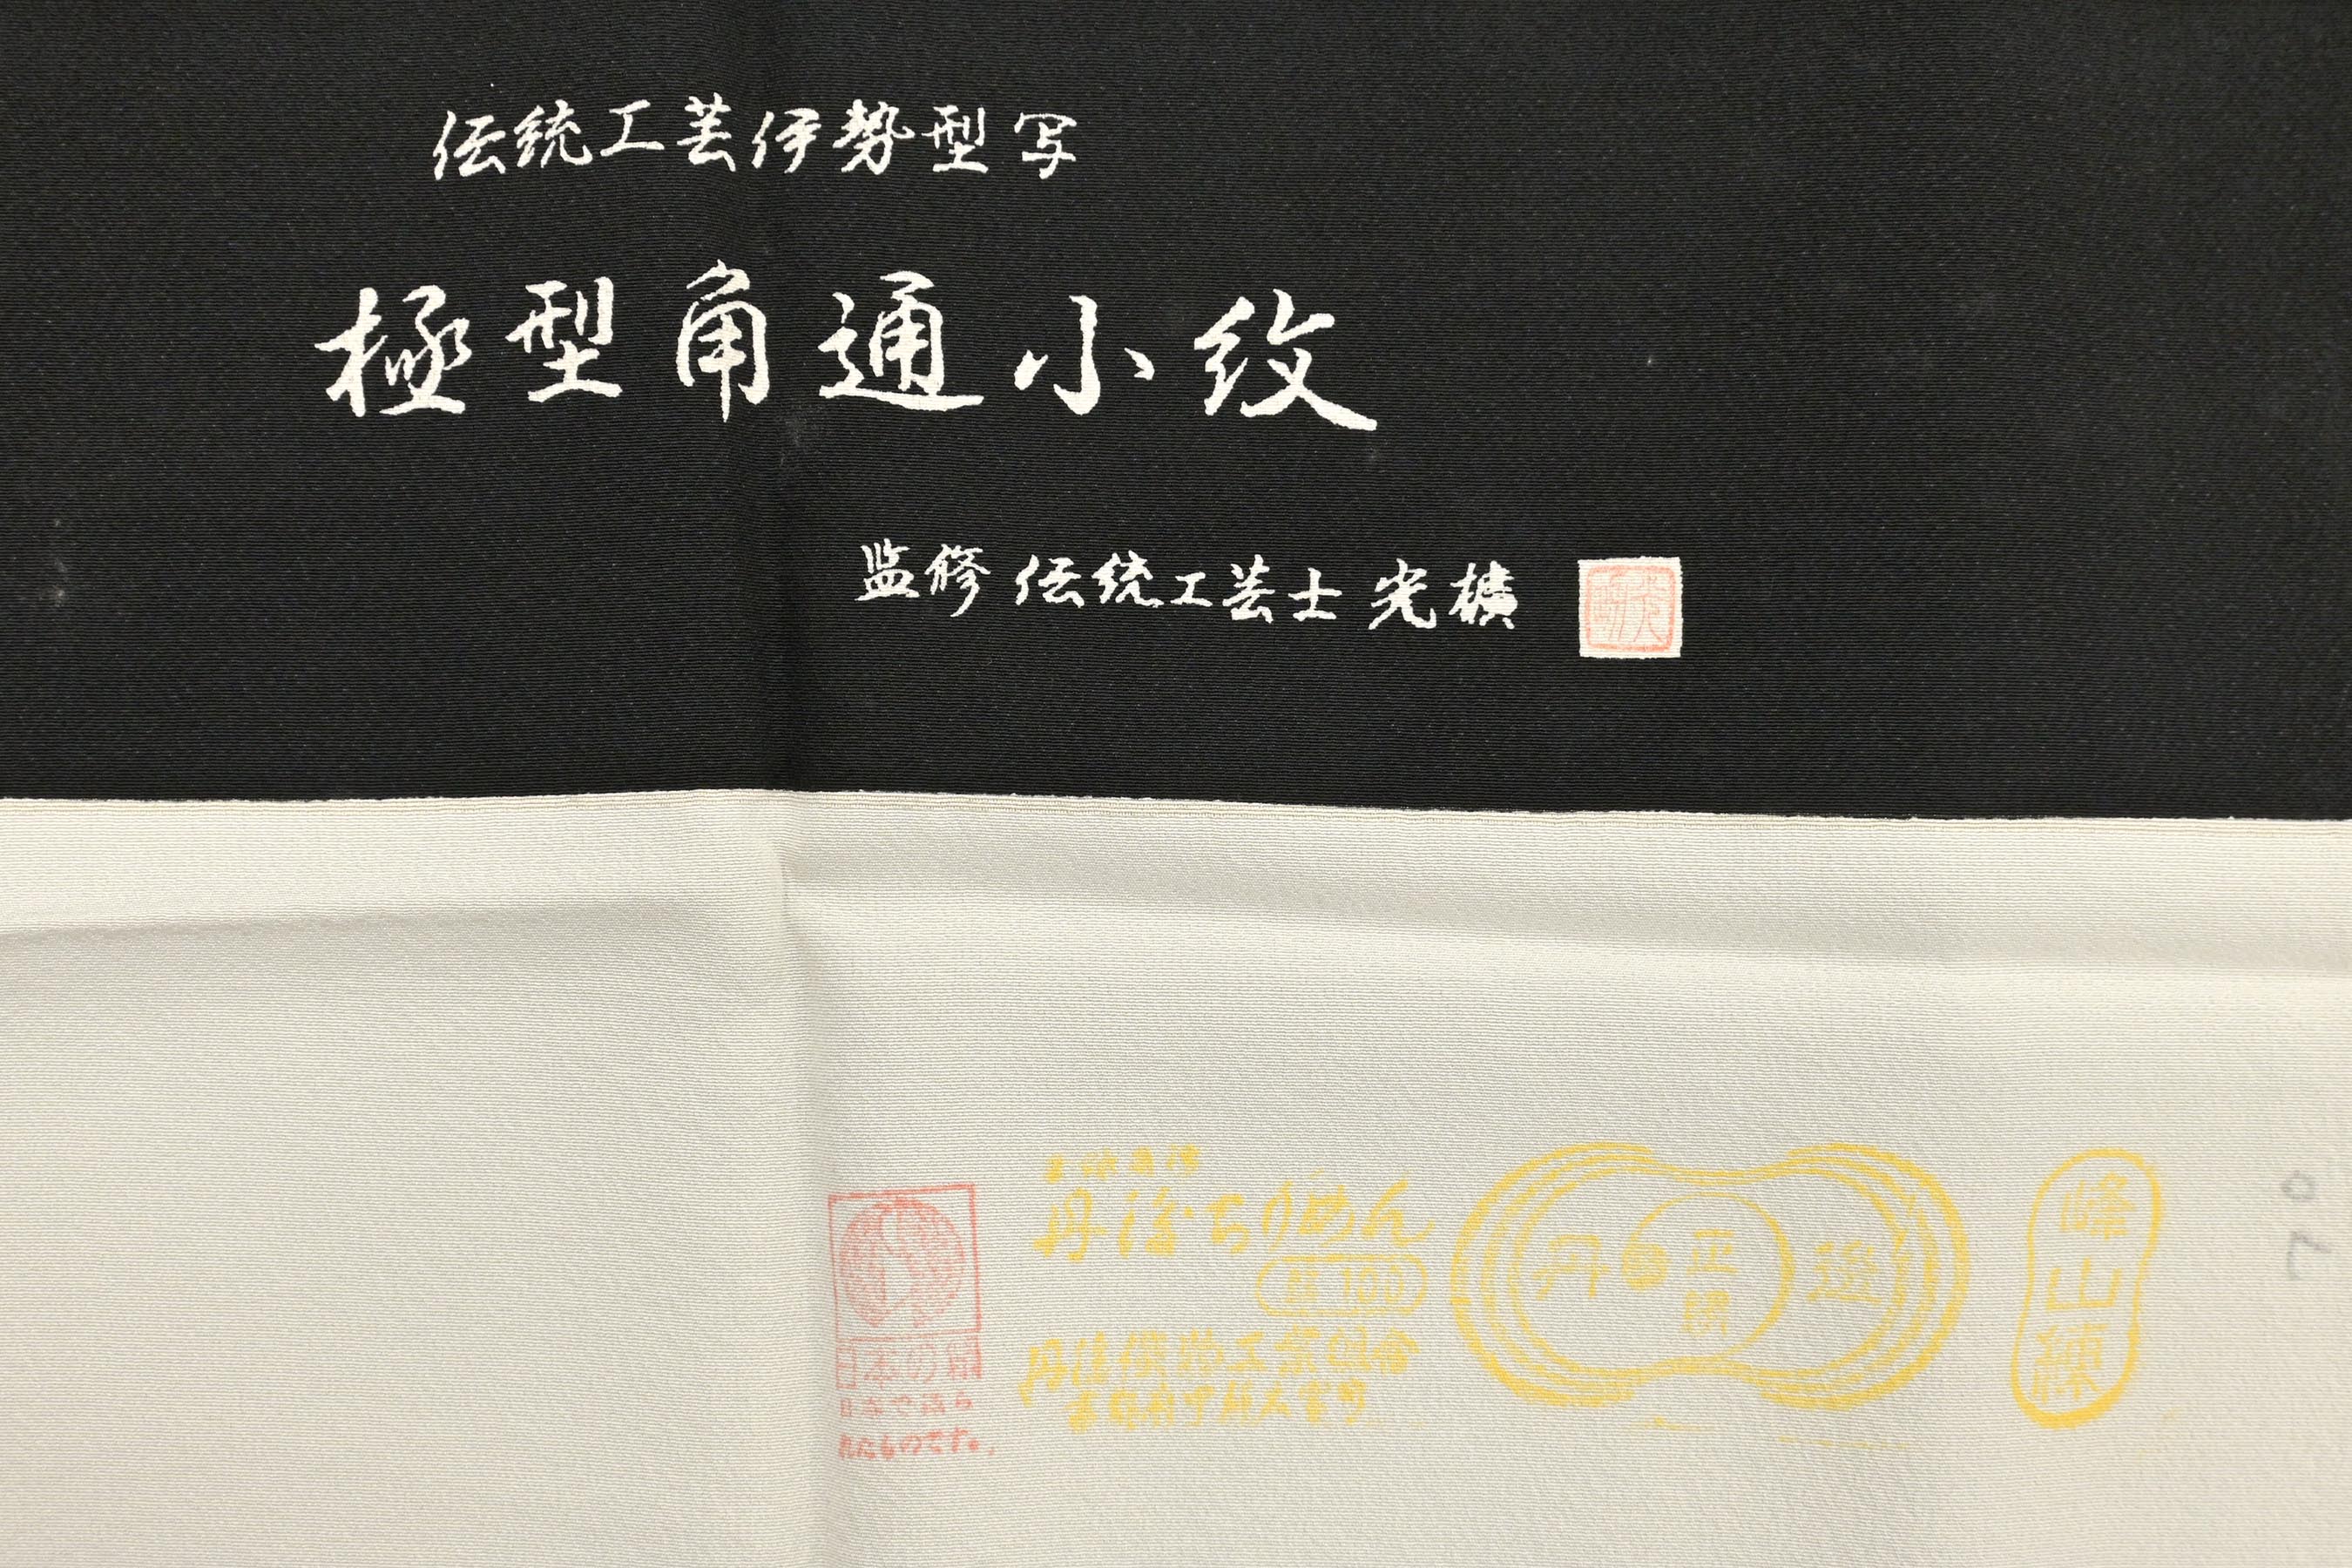 伝統工芸伊勢型写
極型角通小紋
監修 伝統工芸士 光横
日本の絹
日本で造ら
れたものです。
丹後ちりめん
絹100
丹後織物工業組合
丹 正絹 後
峰山練